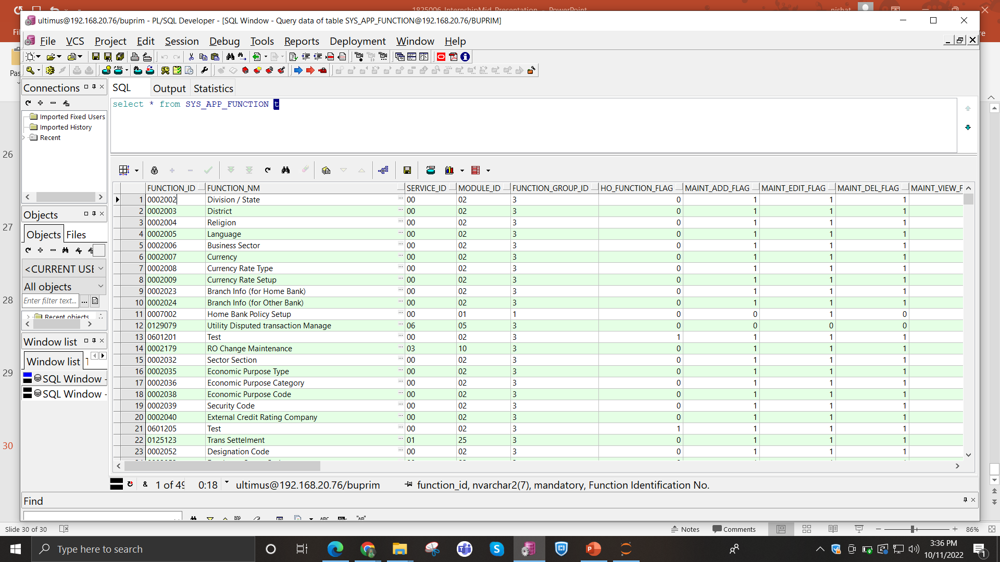 1825006_InternshipMid_Presentation - PowerPoint
nishat
ultimus@192.168.20.76/buprim - PL/SQL Developer - [SQL Window - Query data of table SYS_APP_FUNCTION@192.168.20.76/BUPRIM]
File VCS Project Edit Session Debug Tools Reports Documents Window Help
Connections
Imported Fixed Users
Imported History
Recent
SQL Output Statistics
select * from SYS_APP_FUNCTION t
Objects
Objects Files
<CURRENT USE
All objects
Enter filter text...
Recent objects
Window list
Window list
SQL Window -
SQL Window -
FUNCTION_ID FUNCTION_NM SERVICE_ID MODULE_ID FUNCTION_GROUP_ID HO_FUNCTION_FLAG MAINT_ADD_FLAG MAINT_EDIT_FLAG MAINT_DEL_FLAG MAINT_VIEW_F
1 0002002 Division / State 00 02 3 0 1 1 1
2 0002003 District 00 02 3 0 1 1 1
3 0002004 Religion 00 02 3 0 1 1 1
4 0002005 Language 00 02 3 0 1 1 1
5 0002006 Business Sector 00 02 3 0 1 1 1
6 0002007 Currency 00 02 3 0 1 1 1
7 0002008 Currency Rate Type 00 02 3 0 1 1 1
8 0002009 Currency Rate Setup 00 02 3 0 1 1 1
9 0002023 Branch Info (for Home Bank) 00 02 3 0 1 1 1
10 0002024 Branch Info (for Other Bank) 00 02 3 0 1 1 1
11 0007002 Home Bank Policy Setup 00 01 1 0 0 1 0
12 0129079 Utility Disputed transaction Manage 06 05 3 0 0 0 0
13 0601201 Test 00 02 3 1 1 1 1
14 0002179 RO Change Maintenance 03 10 3 0 1 1 1
15 0002032 Sector Section 00 02 3 0 1 1 1
16 0002035 Economic Purpose Type 00 02 3 0 1 1 1
17 0002036 Economic Purpose Category 00 02 3 0 1 1 1
18 0002038 Economic Purpose Code 00 02 3 0 1 1 1
19 0002039 Security Code 00 02 3 0 1 1 1
20 0002040 External Credit Rating Company 00 02 3 0 1 1 1
21 0601205 Test 00 02 3 1 1 1 1
22 0125123 Trans Settelment 01 25 3 0 1 1 1
23 0002052 Designation Code 00 02 3 0 1 1 1
& 1 of 49 0:18 ultimus@192.168.20.76/buprim function_id, nvarchar2(7), mandatory, Function Identification No.
Find
26
27
28
29
30
Slide 30 of 30 Notes Comments 86%
Type here to search
3:36 PM
10/11/2022
1